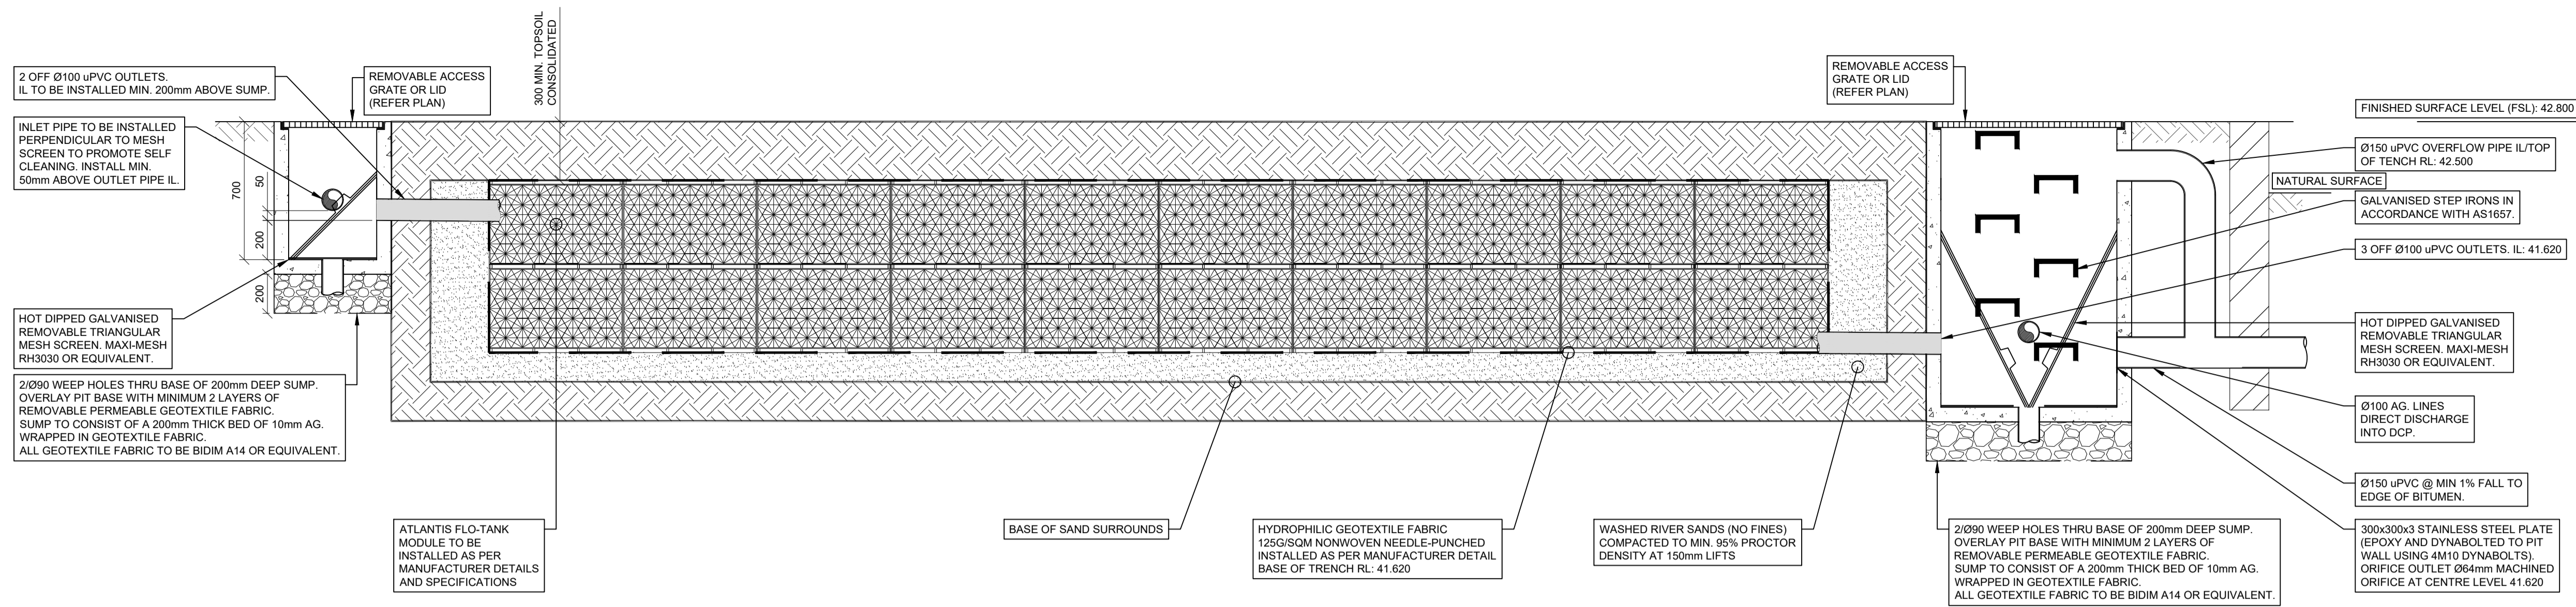 300 MIN. TOPSOIL
CONSOLIDATED
2 OFF Ø100 uPVC OUTLETS.
IL TO BE INSTALLED MIN. 200mm ABOVE SUMP.
REMOVABLE ACCESS
GRATE OR LID
(REFER PLAN)
INLET PIPE TO BE INSTALLED
PERPENDICULAR TO MESH
SCREEN TO PROMOTE SELF
CLEANING. INSTALL MIN.
50mm ABOVE OUTLET PIPE IL.
700
50
200
200
HOT DIPPED GALVANISED
REMOVABLE TRIANGULAR
MESH SCREEN. MAXI-MESH
RH3030 OR EQUIVALENT.
2/Ø90 WEEP HOLES THRU BASE OF 200mm DEEP SUMP.
OVERLAY PIT BASE WITH MINIMUM 2 LAYERS OF
REMOVABLE PERMEABLE GEOTEXTILE FABRIC.
SUMP TO CONSIST OF A 200mm THICK BED OF 10mm AG.
WRAPPED IN GEOTEXTILE FABRIC.
ALL GEOTEXTILE FABRIC TO BE BIDIM A14 OR EQUIVALENT.
ATLANTIS FLO-TANK
MODULE TO BE
INSTALLED AS PER
MANUFACTURER DETAILS
AND SPECIFICATIONS
BASE OF SAND SURROUNDS
HYDROPHILIC GEOTEXTILE FABRIC
125G/SQM NONWOVEN NEEDLE-PUNCHED
INSTALLED AS PER MANUFACTURER DETAIL
BASE OF TRENCH RL: 41.620
WASHED RIVER SANDS (NO FINES)
COMPACTED TO MIN. 95% PROCTOR
DENSITY AT 150mm LIFTS
REMOVABLE ACCESS
GRATE OR LID
(REFER PLAN)
FINISHED SURFACE LEVEL (FSL): 42.800
Ø150 uPVC OVERFLOW PIPE IL/TOP
OF TENCH RL: 42.500
NATURAL SURFACE
GALVANISED STEP IRONS IN
ACCORDANCE WITH AS1657.
3 OFF Ø100 uPVC OUTLETS. IL: 41.620
HOT DIPPED GALVANISED
REMOVABLE TRIANGULAR
MESH SCREEN. MAXI-MESH
RH3030 OR EQUIVALENT.
Ø100 AG. LINES
DIRECT DISCHARGE
INTO DCP.
Ø150 uPVC @ MIN 1% FALL TO
EDGE OF BITUMEN.
2/Ø90 WEEP HOLES THRU BASE OF 200mm DEEP SUMP.
OVERLAY PIT BASE WITH MINIMUM 2 LAYERS OF
REMOVABLE PERMEABLE GEOTEXTILE FABRIC.
SUMP TO CONSIST OF A 200mm THICK BED OF 10mm AG.
WRAPPED IN GEOTEXTILE FABRIC.
ALL GEOTEXTILE FABRIC TO BE BIDIM A14 OR EQUIVALENT.
300x300x3 STAINLESS STEEL PLATE
(EPOXY AND DYNABOLTED TO PIT
WALL USING 4M10 DYNABOLTS).
ORIFICE OUTLET Ø64mm MACHINED
ORIFICE AT CENTRE LEVEL 41.620